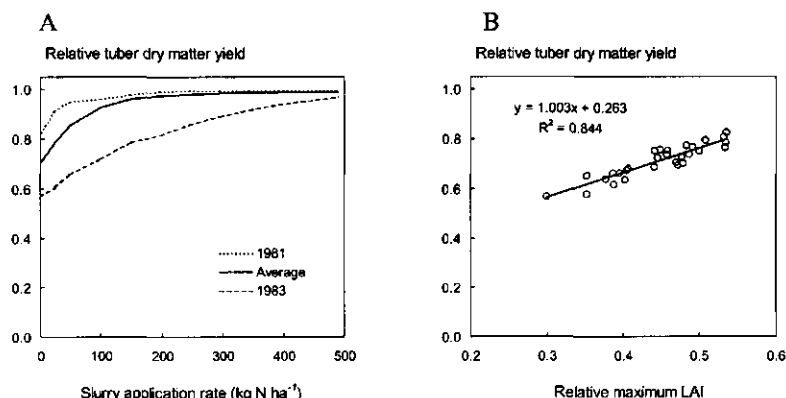 A
Relative tuber dry matter yield
1.0
0.8
0.6
0.4
0.2
0.0
0
100
200
300
400
500
1981
Average
1983
Slurry application rate (kg N ha⁻¹)
B
Relative tuber dry matter yield
1.0
0.8
0.6
0.4
0.2
0.0
y = 1.003x + 0.263
R² = 0.844
0.2
0.3
0.4
0.5
0.6
Relative maximum LAI